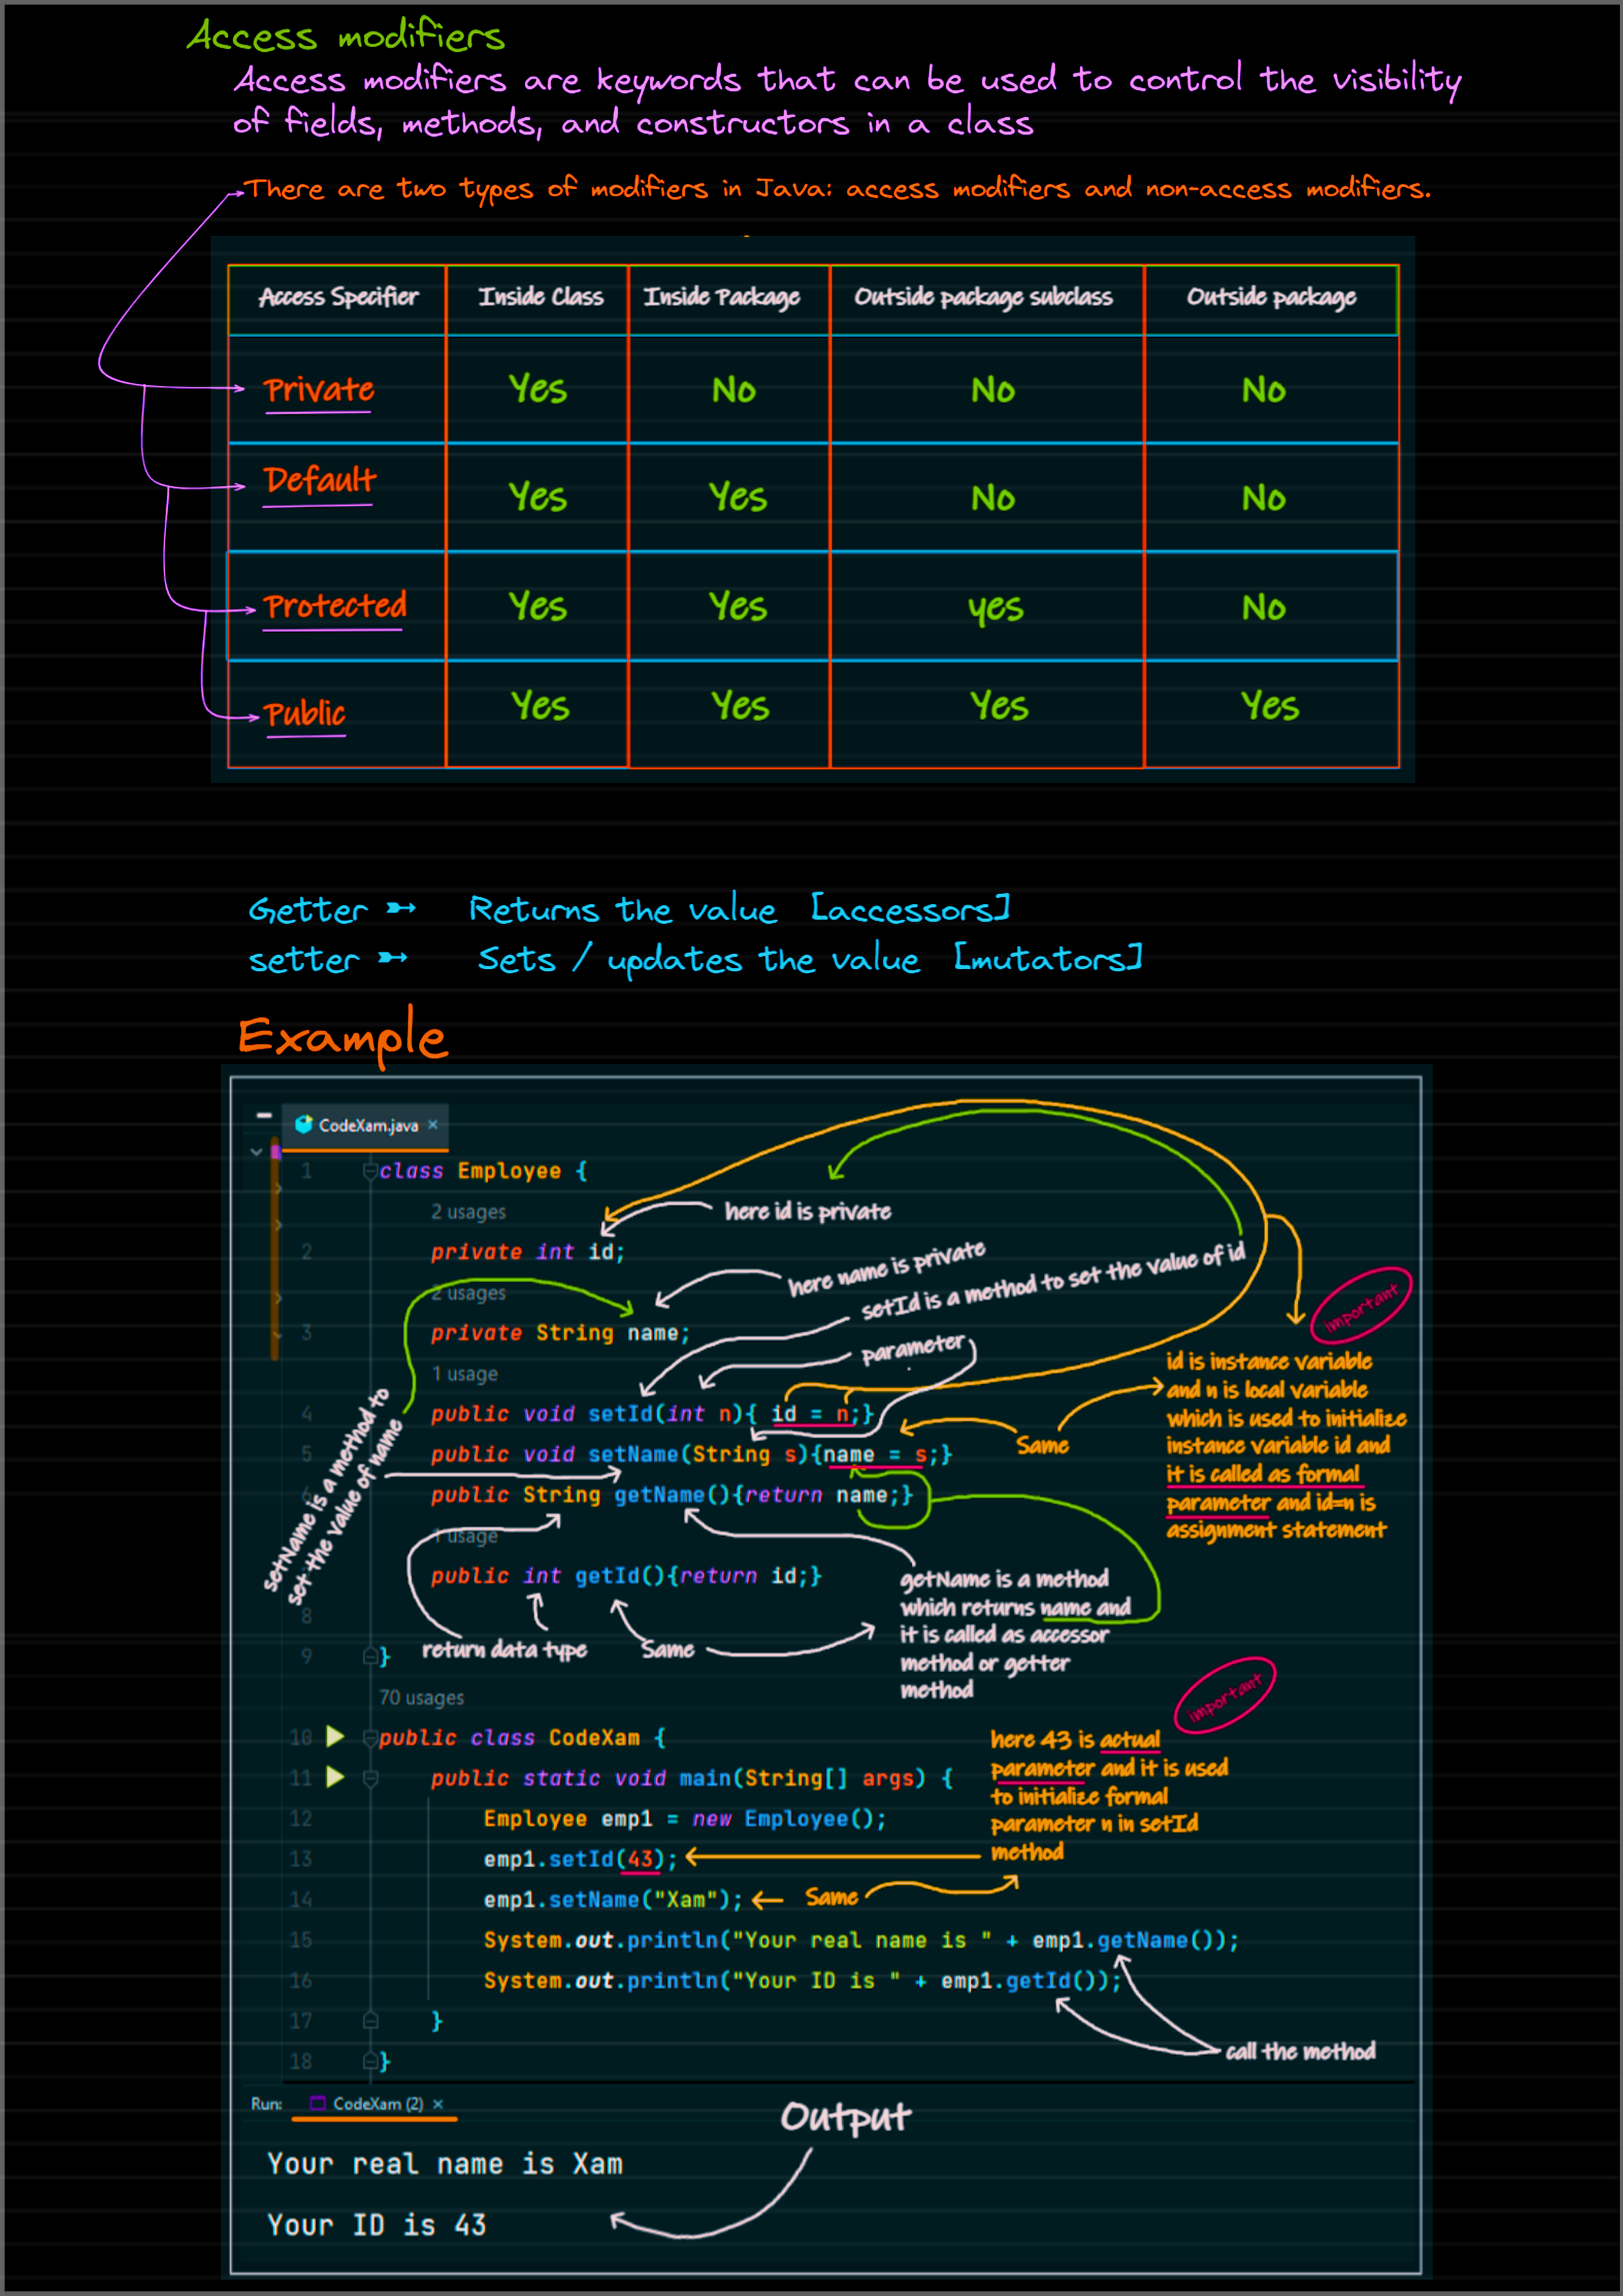 Access modifiers
Access modifiers are keywords that can be used to control the visibility
of fields, methods, and constructors in a class
There are two types of modifiers in Java: access modifiers and non-access modifiers.
Access Specifier Inside Class Inside Package Outside package subclass Outside package
Private Yes No No No
Default Yes Yes No No
Protected Yes Yes yes No
Public Yes Yes Yes Yes
Getter ➳ Returns the value [accessors]
setter ➳ Sets / updates the value [mutators]
Example
CodeXam.java ×
1 class Employee {
2 usages
here id is private
2 private int id;
here name is private
2 usages
setId is a method to set the value of id
3 private String name;
parameter
1 usage
important
id is instance variable
and n is local variable
which is used to initialize
instance variable id and
it is called as formal
parameter and id=n is
assignment statement
4 public void setId(int n){ id = n;}
Same
5 public void setName(String s){name = s;}
setName is a method to
set the value of name
6 public String getName(){return name;}
1 usage
public int getId(){return id;}
8
getName is a method
which returns name and
it is called as accessor
method or getter
method
return data type
Same
9 }
70 usages
important
10 public class CodeXam {
here 43 is actual
parameter and it is used
to initialize formal
parameter n in setId
method
11 public static void main(String[] args) {
12 Employee emp1 = new Employee();
13 emp1.setId(43);
14 emp1.setName("Xam");
Same
15 System.out.println("Your real name is " + emp1.getName());
16 System.out.println("Your ID is " + emp1.getId());
17 }
call the method
18 }
Run: CodeXam (2) ×
Output
Your real name is Xam
Your ID is 43